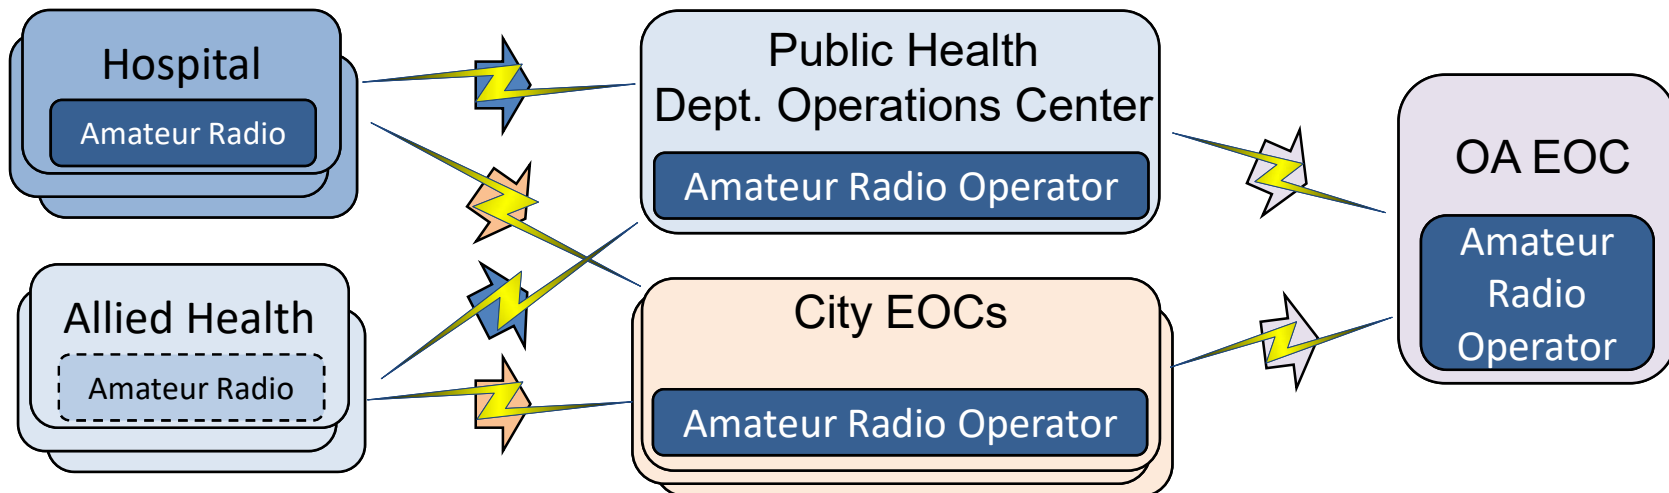 Hospital
Amateur Radio
Allied Health
Amateur Radio
Public Health
Dept. Operations Center
Amateur Radio Operator
City EOCs
Amateur Radio Operator
OA EOC
Amateur
Radio
Operator